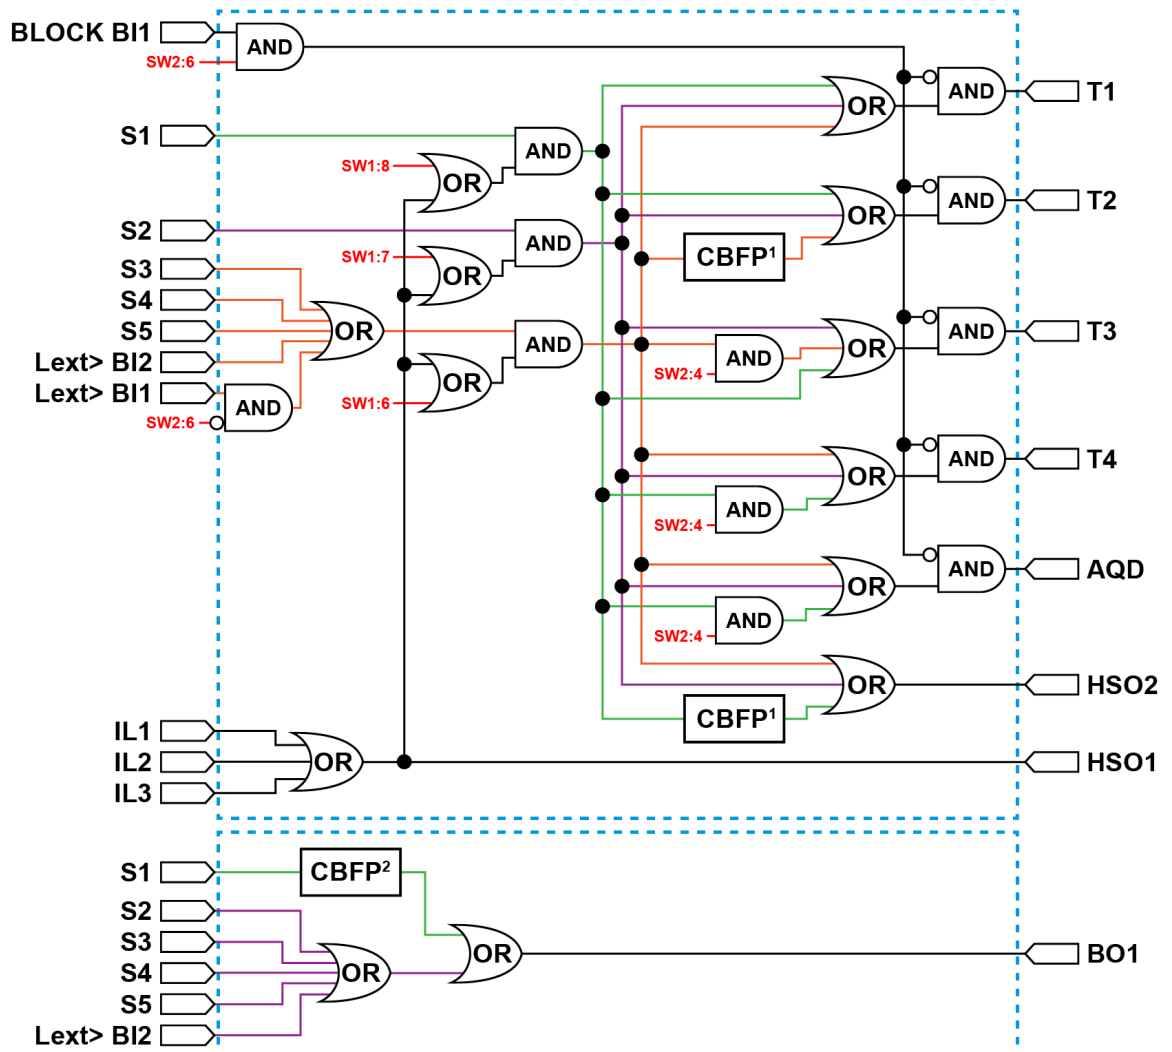 BLOCK BI1
AND
SW2:6
OR
AND
T1
S1
AND
SW1:8
OR
OR
AND
T2
S2
AND
SW1:7
OR
CBFP1
S3
S4
S5
OR
AND
Lext> BI2
OR
SW1:6
AND
SW2:4
OR
AND
T3
Lext> BI1
AND
SW2:6
OR
AND
T4
AND
SW2:4
OR
AND
AQD
AND
SW2:4
OR
HSO2
CBFP1
IL1
IL2
OR
HSO1
IL3
S1
CBFP2
S2
S3
OR
BO1
S4
OR
S5
Lext> BI2